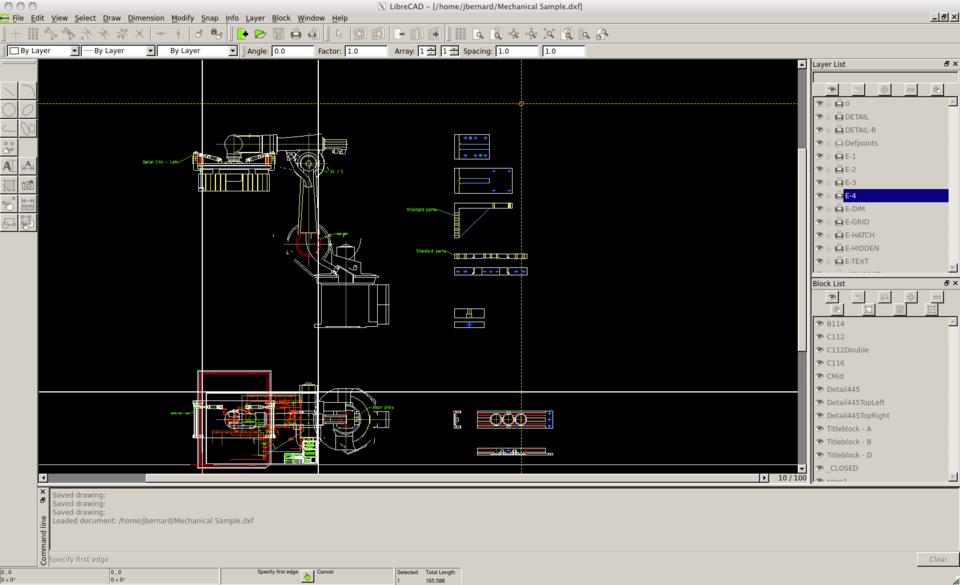 LibreCAD - [/home/jbernard/Mechanical Sample.dxf]
File Edit View Select Draw Dimension Modify Snap Info Layer Block Window Help
By Layer By Layer By Layer Angle: 0.0 Factor: 1.0 Array: 1 1 Spacing: 1.0 1.0
Layer List
0
DETAIL
DETAIL-B
Defpoints
E-1
E-2
E-3
E-4
E-DIM
E-GRID
E-HATCH
E-HIDDEN
E-TEXT
Standard parts
Standard parts
Block List
B114
C112
C112Double
C116
CMid
Detail445
Detail445TopLeft
Detail445TopRight
Titleblock - A
Titleblock - B
Titleblock - D
_CLOSED
10 / 100
Command line
Saved drawing:
Saved drawing:
Saved drawing:
Loaded document: /home/jbernard/Mechanical Sample.dxf
Specify first edge
Clear
0 , 0
0 < 0°
0 , 0
0 < 0°
Specify first edge Cancel
Selected Total Length
1 165.588